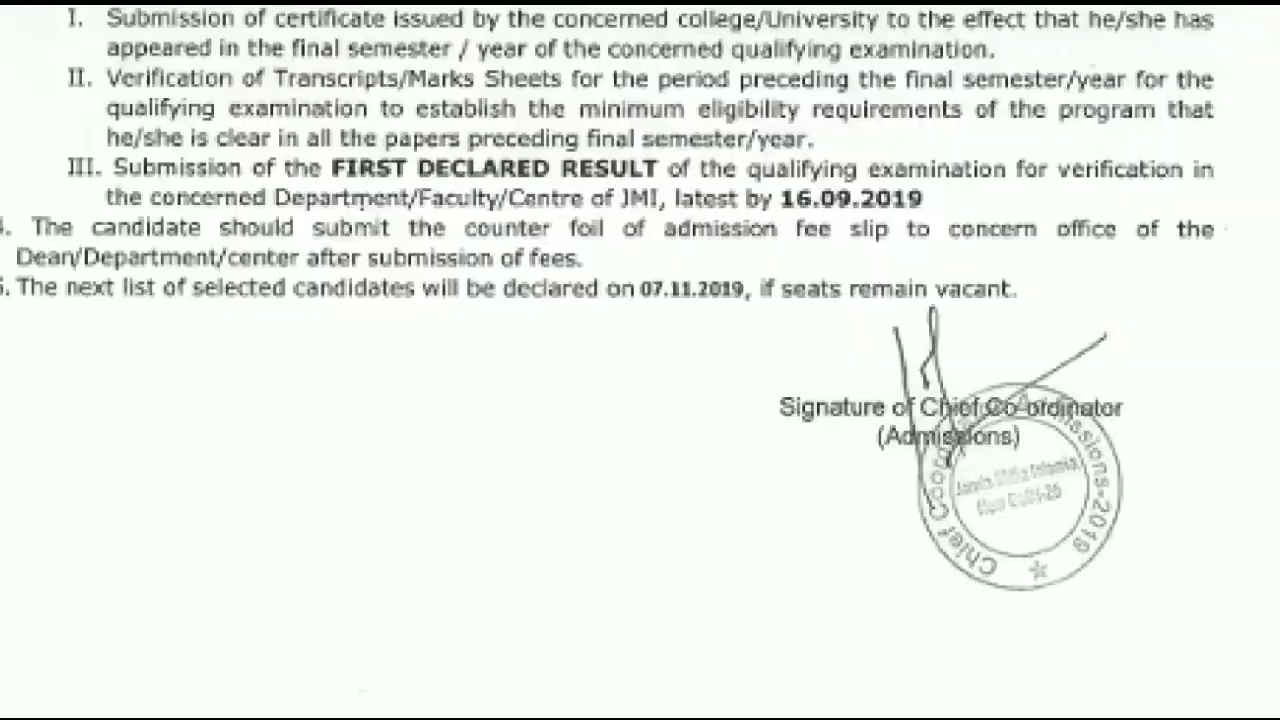 I. Submission of certificate issued by the concerned college/University to the effect that he/she has
appeared in the final semester / year of the concerned qualifying examination.
II. Verification of Transcripts/Marks Sheets for the period preceding the final semester/year for the
qualifying examination to establish the minimum eligibility requirements of the program that
he/she is clear in all the papers preceding final semester/year.
III. Submission of the FIRST DECLARED RESULT of the qualifying examination for verification in
the concerned Department/Faculty/Centre of JMI, latest by 16.09.2019
. The candidate should submit the counter foil of admission fee slip to concern office of the
Dean/Department/center after submission of fees.
. The next list of selected candidates will be declared on 07.11.2019, if seats remain vacant.
Signature of Chief Co-ordinator
(Admissions)
Chief Coordinator Admissions-2019
Jamia Millia Islamia